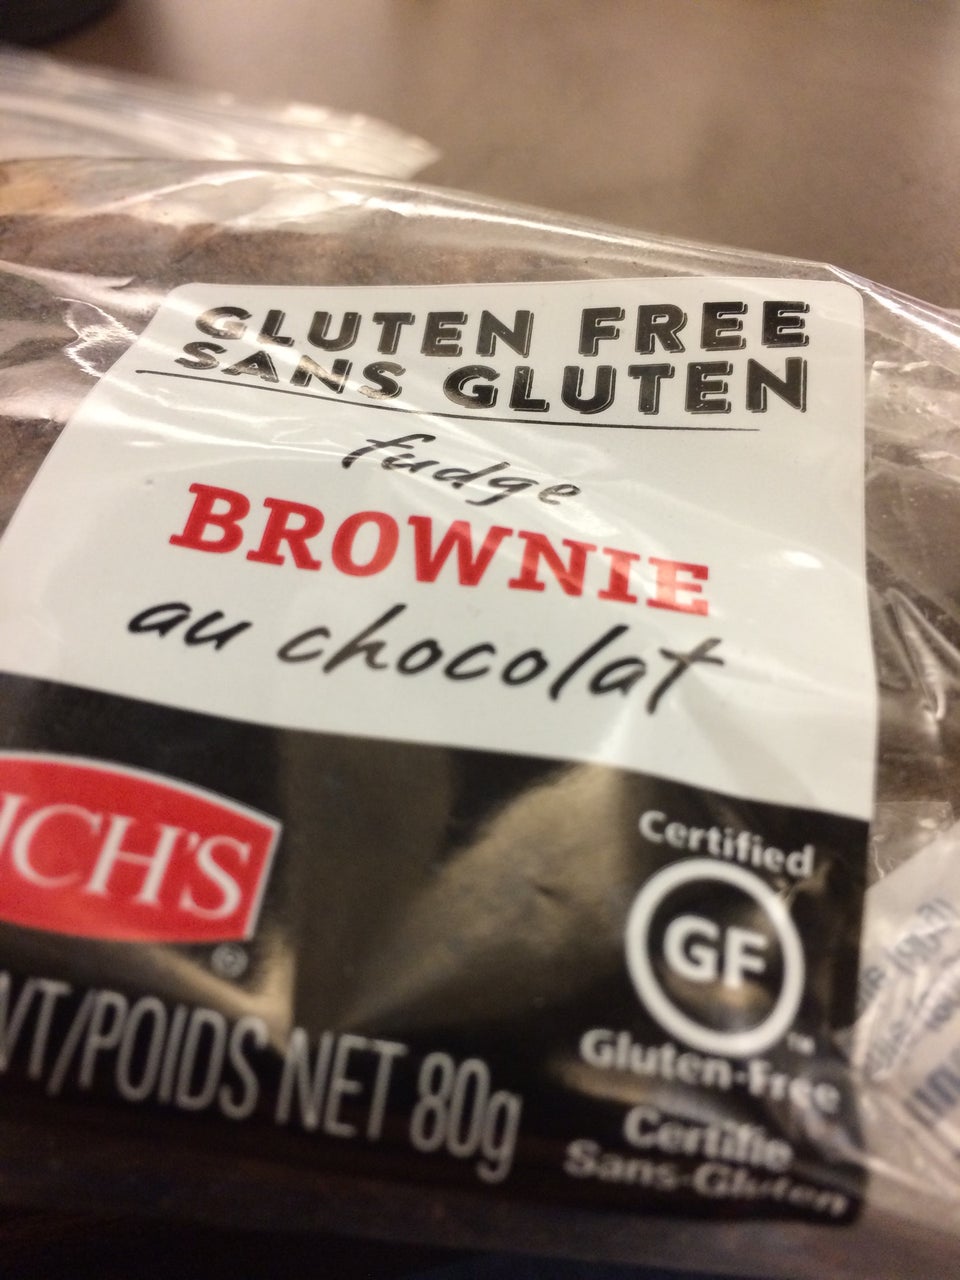 GLUTEN FREE
SANS GLUTEN
fudge
BROWNIE
au chocolat
ICH'S
®
Certified
GF
™
Gluten-Free
Certifié
Sans-Gluten
/POIDS NET 80g